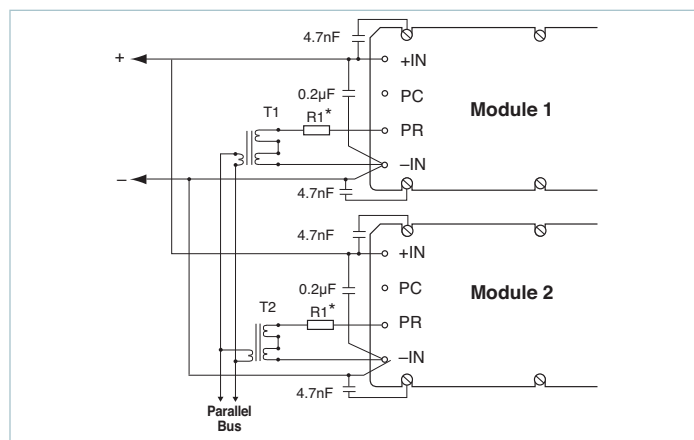 4.7nF
+
+IN
0.2µF
PC
Module 1
T1
R1*
PR
–IN
–
4.7nF
4.7nF
+IN
0.2µF
PC
Module 2
T2
R1*
PR
–IN
4.7nF
Parallel
Bus